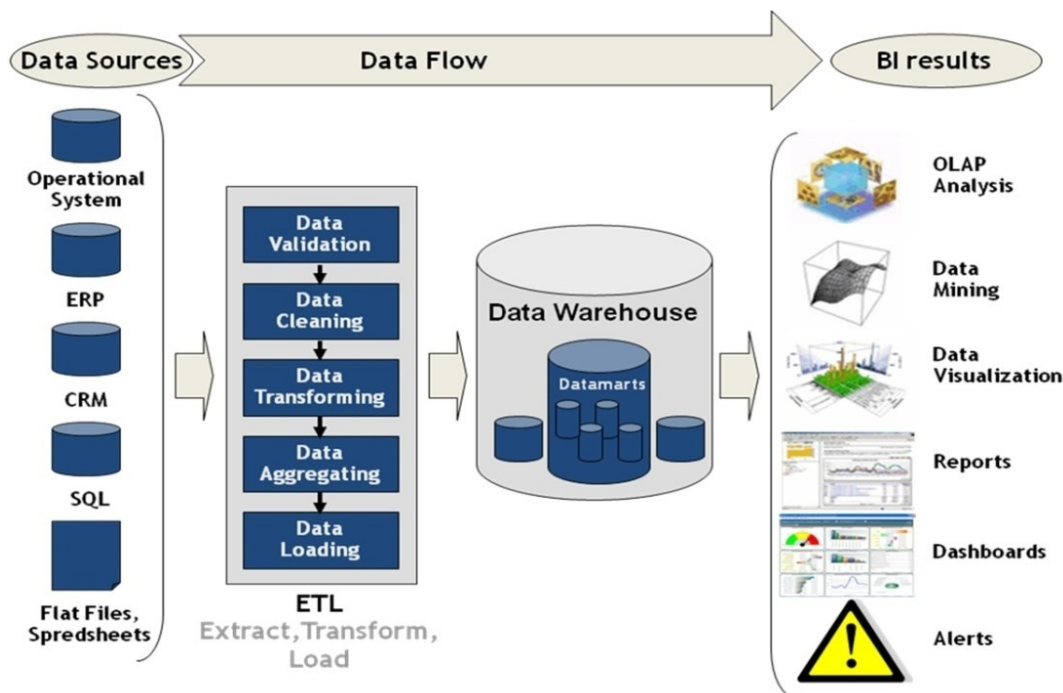 Data Sources
Data Flow
BI results
Operational
System
ERP
CRM
SQL
Flat Files,
Spredsheets
Data
Validation
Data
Cleaning
Data
Transforming
Data
Aggregating
Data
Loading
ETL
Extract,Transform,
Load
Data Warehouse
Datamarts
OLAP
Analysis
Data
Mining
Data
Visualization
Reports
Dashboards
Alerts